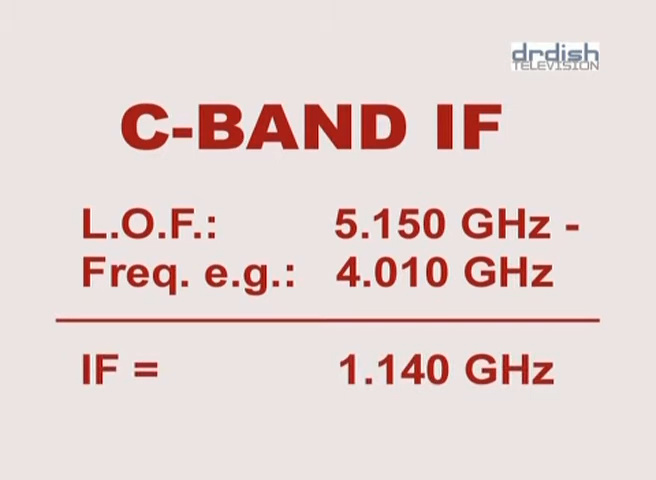 drdish
TELEVISION
C-BAND IF
L.O.F.: 5.150 GHz -
Freq. e.g.: 4.010 GHz
IF = 1.140 GHz